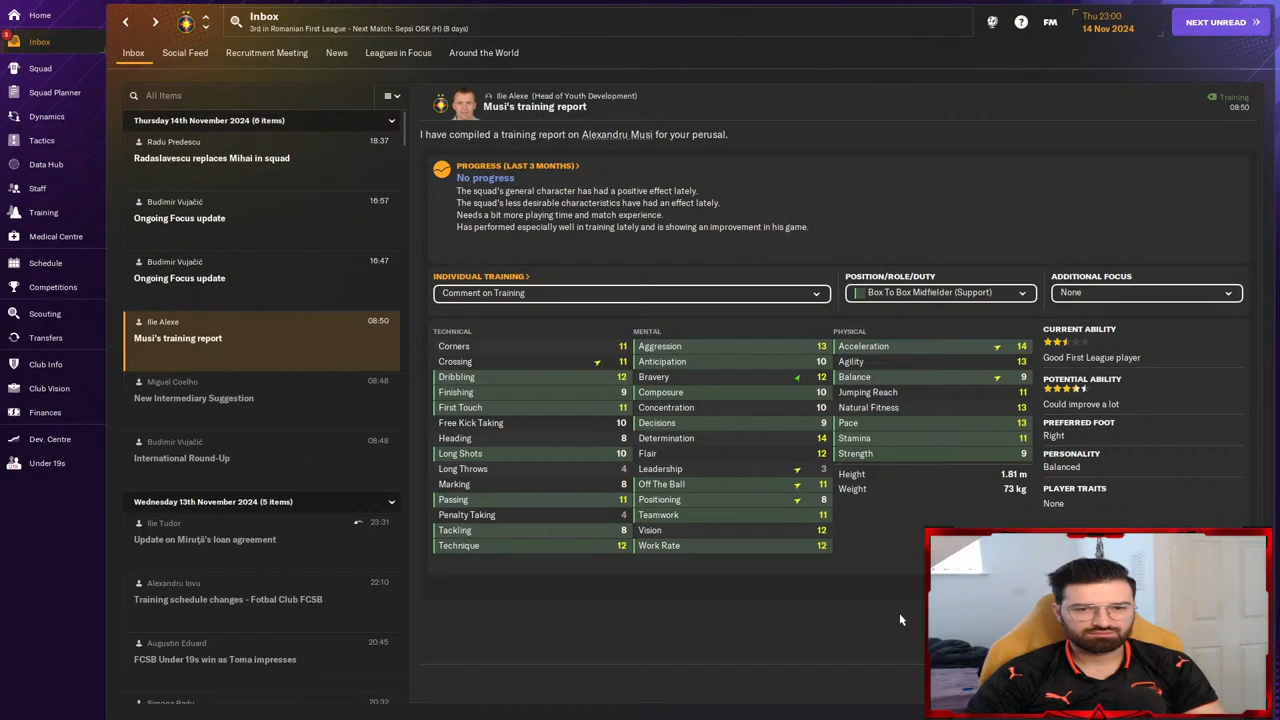 Home
3
Inbox
Squad
Squad Planner
Dynamics
Tactics
Data Hub
Staff
Training
Medical Centre
Schedule
Competitions
Scouting
Transfers
Club Info
Club Vision
Finances
Dev. Centre
Under 19s
Inbox
3rd in Romanian First League - Next Match: Sepsi OSK (H) (8 days)
FM
Thu 23:00
14 Nov 2024
NEXT UNREAD
Inbox Social Feed Recruitment Meeting News Leagues in Focus Around the World
All Items
Thursday 14th November 2024 (6 items)
Radu Predescu 18:37
Radaslavescu replaces Mihai in squad
Budimir Vujačić 16:57
Ongoing Focus update
Budimir Vujačić 16:47
Ongoing Focus update
Ilie Alexe 08:50
Musi's training report
Miguel Coelho 08:48
New Intermediary Suggestion
Budimir Vujačić 08:48
International Round-Up
Wednesday 13th November 2024 (5 items)
Ilie Tudor 23:31
Update on Miruță's loan agreement
Alexandru Iovu 22:10
Training schedule changes - Fotbal Club FCSB
Augustin Eduard 20:45
FCSB Under 19s win as Toma impresses
Simona Radu 20:32
Ilie Alexe (Head of Youth Development)
Musi's training report
Training
08:50
I have compiled a training report on Alexandru Musi for your perusal.
PROGRESS (LAST 3 MONTHS)
No progress
The squad's general character has had a positive effect lately.
The squad's less desirable characteristics have had an effect lately.
Needs a bit more playing time and match experience.
Has performed especially well in training lately and is showing an improvement in his game.
INDIVIDUAL TRAINING
Comment on Training
POSITION/ROLE/DUTY
Box To Box Midfielder (Support)
ADDITIONAL FOCUS
None
TECHNICAL
Corners 11
Crossing 11
Dribbling 12
Finishing 9
First Touch 11
Free Kick Taking 10
Heading 8
Long Shots 10
Long Throws 4
Marking 8
Passing 11
Penalty Taking 4
Tackling 8
Technique 12
MENTAL
Aggression 13
Anticipation 10
Bravery 12
Composure 10
Concentration 10
Decisions 9
Determination 14
Flair 12
Leadership 3
Off The Ball 11
Positioning 8
Teamwork 11
Vision 12
Work Rate 12
PHYSICAL
Acceleration 14
Agility 13
Balance 9
Jumping Reach 11
Natural Fitness 13
Pace 13
Stamina 11
Strength 9
Height 1.81 m
Weight 73 kg
CURRENT ABILITY
Good First League player
POTENTIAL ABILITY
Could improve a lot
PREFERRED FOOT
Right
PERSONALITY
Balanced
PLAYER TRAITS
None